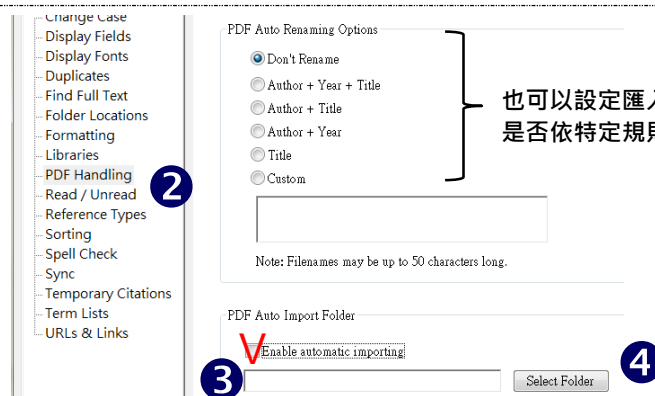 Change Case
Display Fields
Display Fonts
Duplicates
Find Full Text
Folder Locations
Formatting
Libraries
PDF Handling
2
Read / Unread
Reference Types
Sorting
Spell Check
Sync
Temporary Citations
Term Lists
URLs & Links
PDF Auto Renaming Options
Don't Rename
Author + Year + Title
Author + Title
Author + Year
Title
Custom
也可以設定匯入
是否依特定規則
Note: Filenames may be up to 50 characters long.
PDF Auto Import Folder
V
Enable automatic importing
3
Select Folder
4